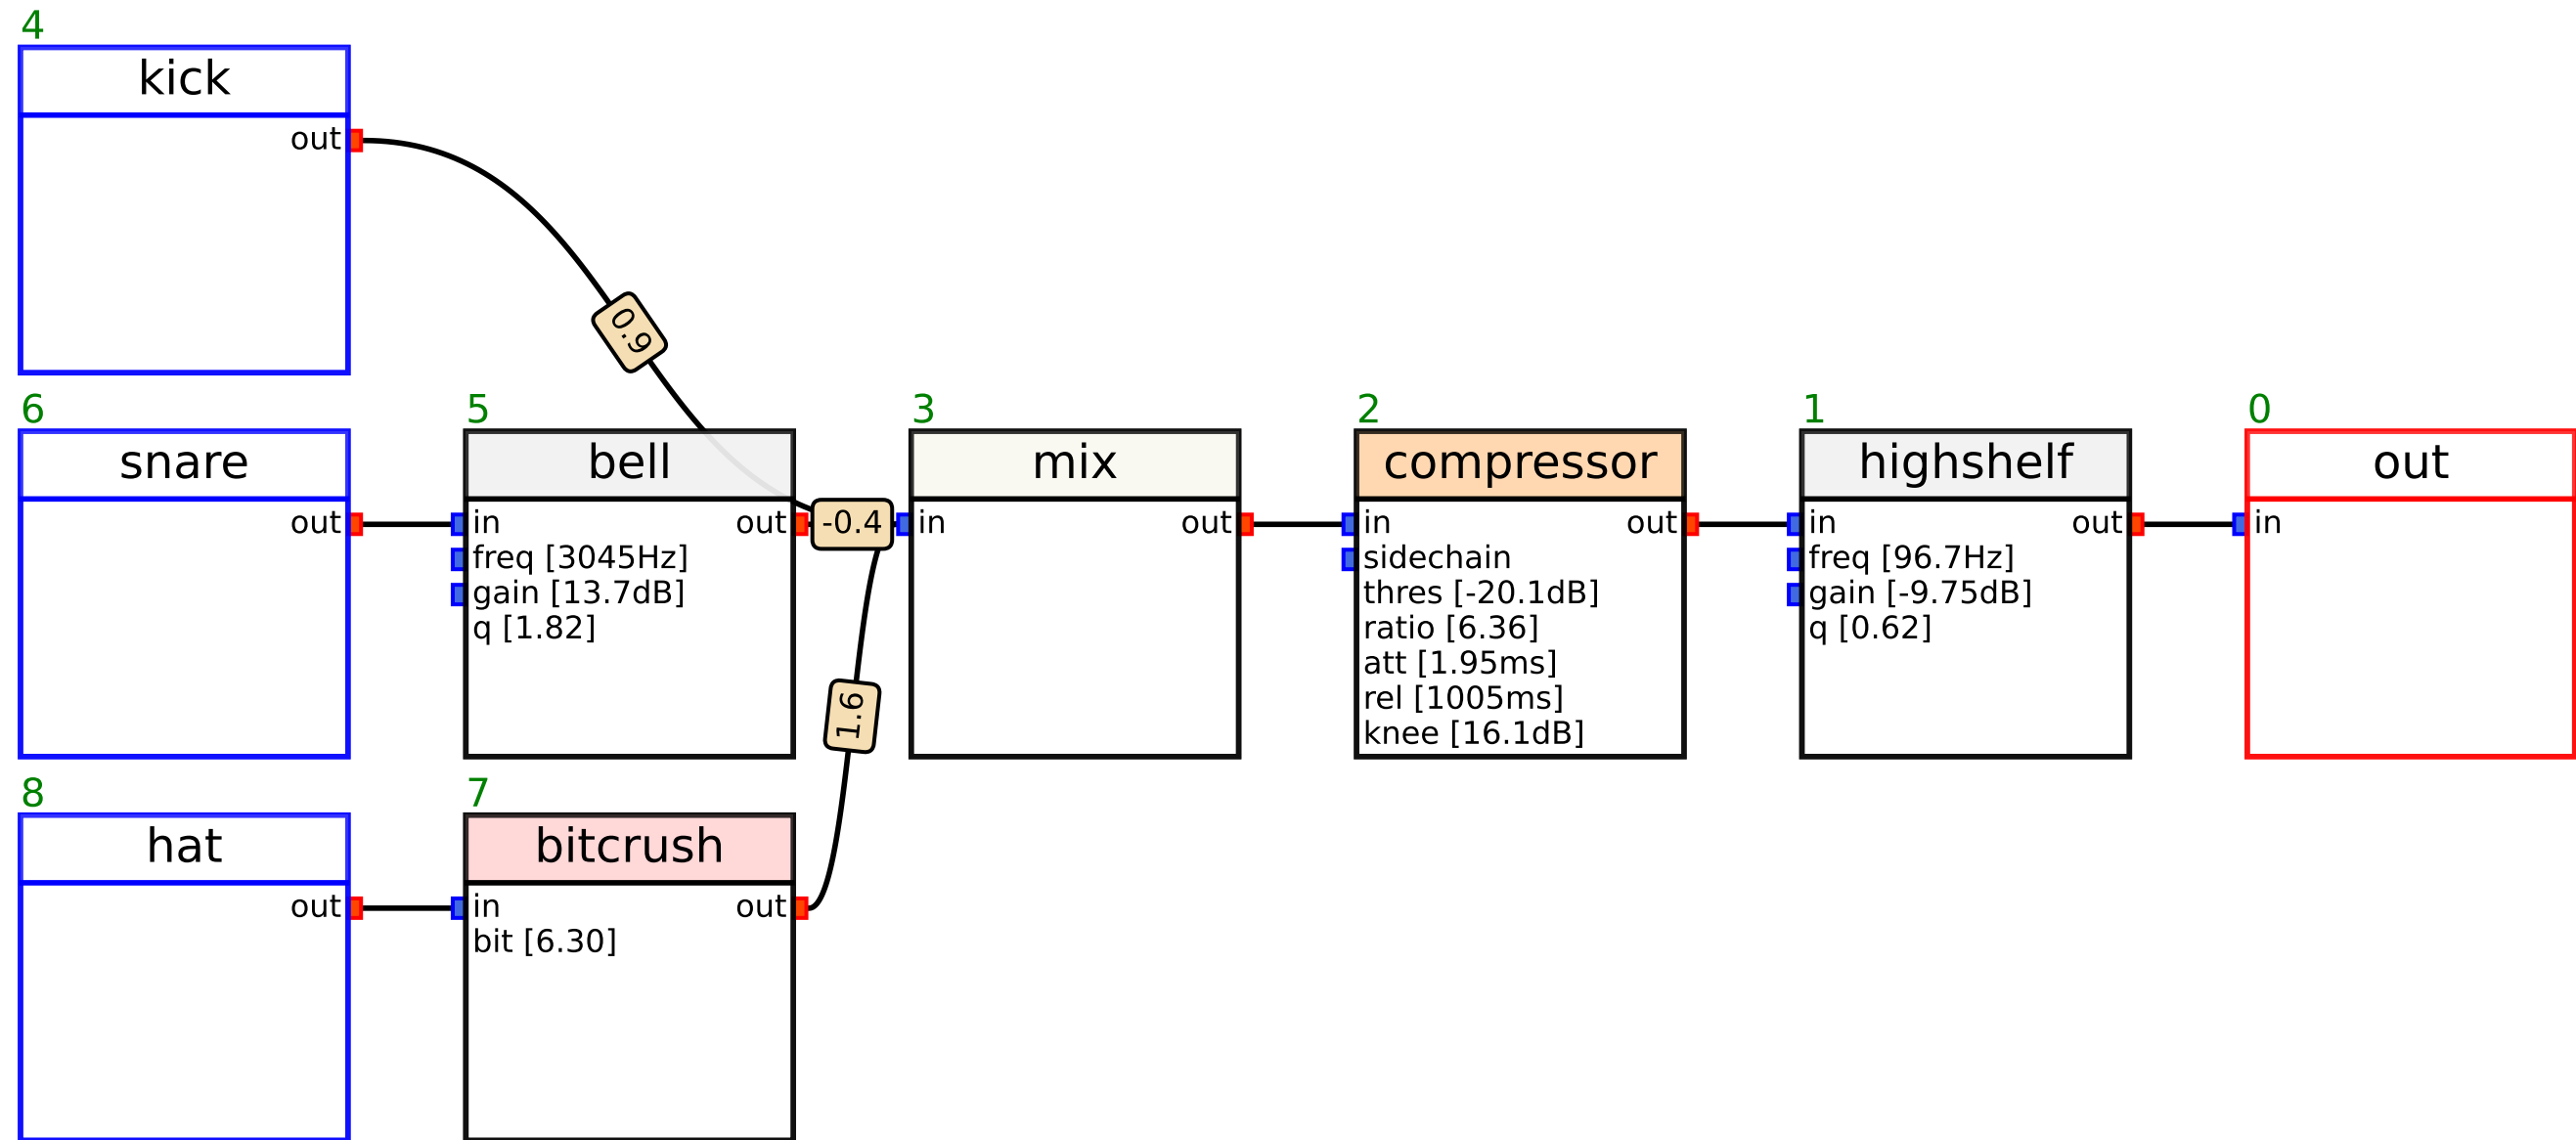 4
kick
out
0.9
6
snare
out
5
bell
in
out
freq [3045Hz]
gain [13.7dB]
q [1.82]
-0.4
1.6
3
mix
in
out
2
compressor
in
out
sidechain
thres [-20.1dB]
ratio [6.36]
att [1.95ms]
rel [1005ms]
knee [16.1dB]
1
highshelf
in
out
freq [96.7Hz]
gain [-9.75dB]
q [0.62]
0
out
in
8
hat
out
7
bitcrush
in
out
bit [6.30]